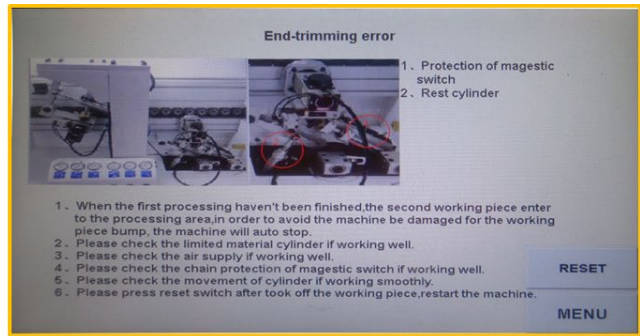 End-trimming error
1、Protection of magestic
switch
2、Rest cylinder
1、When the first processing haven't been finished,the second working piece enter
to the processing area,in order to avoid the machine be damaged for the working
piece bump, the machine will auto stop.
2、Please check the limited material cylinder if working well.
3、Please check the air supply if working well.
4、Please check the chain protection of magestic switch if working well.
5、Please check the movement of cylinder if working smoothly.
6、Please press reset switch after took off the working piece,restart the machine.
RESET
MENU